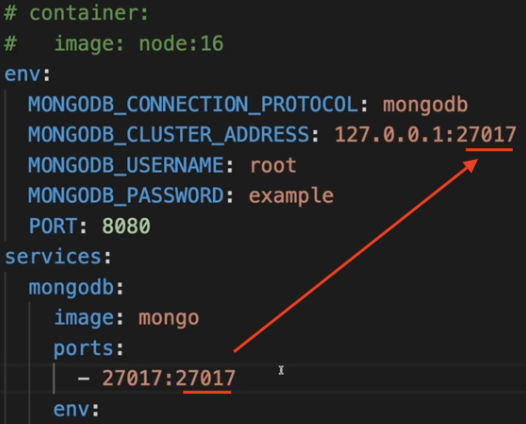 # container:
#   image: node:16
env:
  MONGODB_CONNECTION_PROTOCOL: mongodb
  MONGODB_CLUSTER_ADDRESS: 127.0.0.1:27017
  MONGODB_USERNAME: root
  MONGODB_PASSWORD: example
  PORT: 8080
services:
  mongodb:
    image: mongo
    ports:
      - 27017:27017
    env: